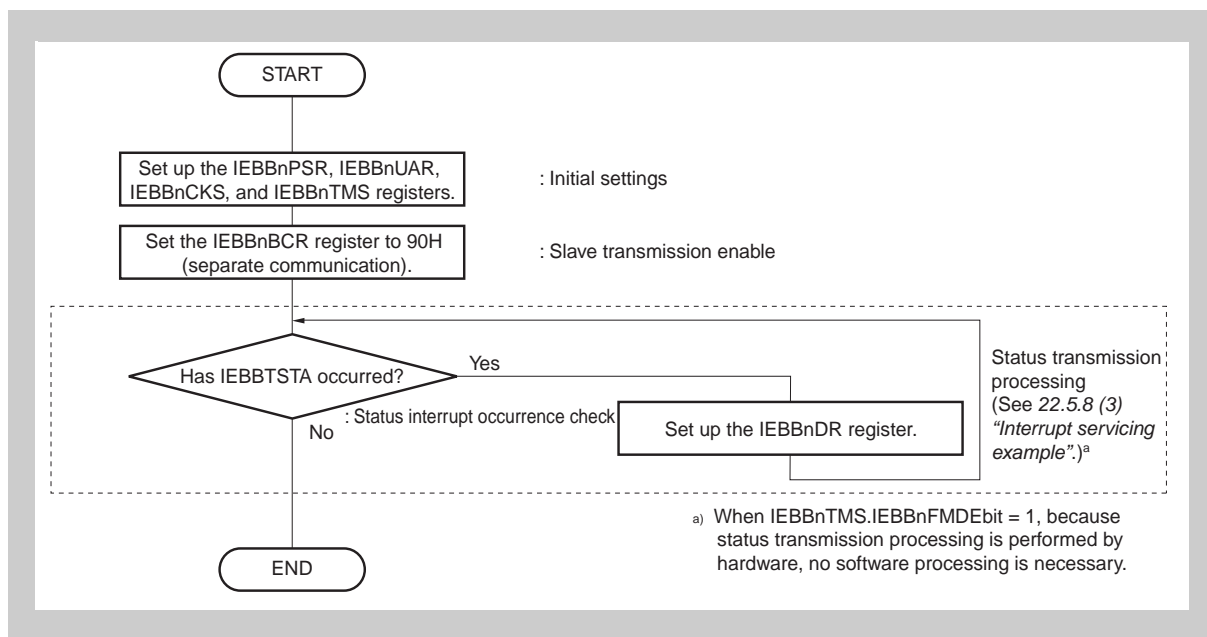 START
Set up the IEBBnPSR, IEBBnUAR,
IEBBnCKS, and IEBBnTMS registers.
: Initial settings
Set the IEBBnBCR register to 90H
(separate communication).
: Slave transmission enable
Has IEBBTSTA occurred?
Yes
: Status interrupt occurrence check
No
Set up the IEBBnDR register.
Status transmission
processing
(See 22.5.8 (3)
“Interrupt servicing
example”.)a
a) When IEBBnTMS.IEBBnFMDEbit = 1, because
status transmission processing is performed by
hardware, no software processing is necessary.
END